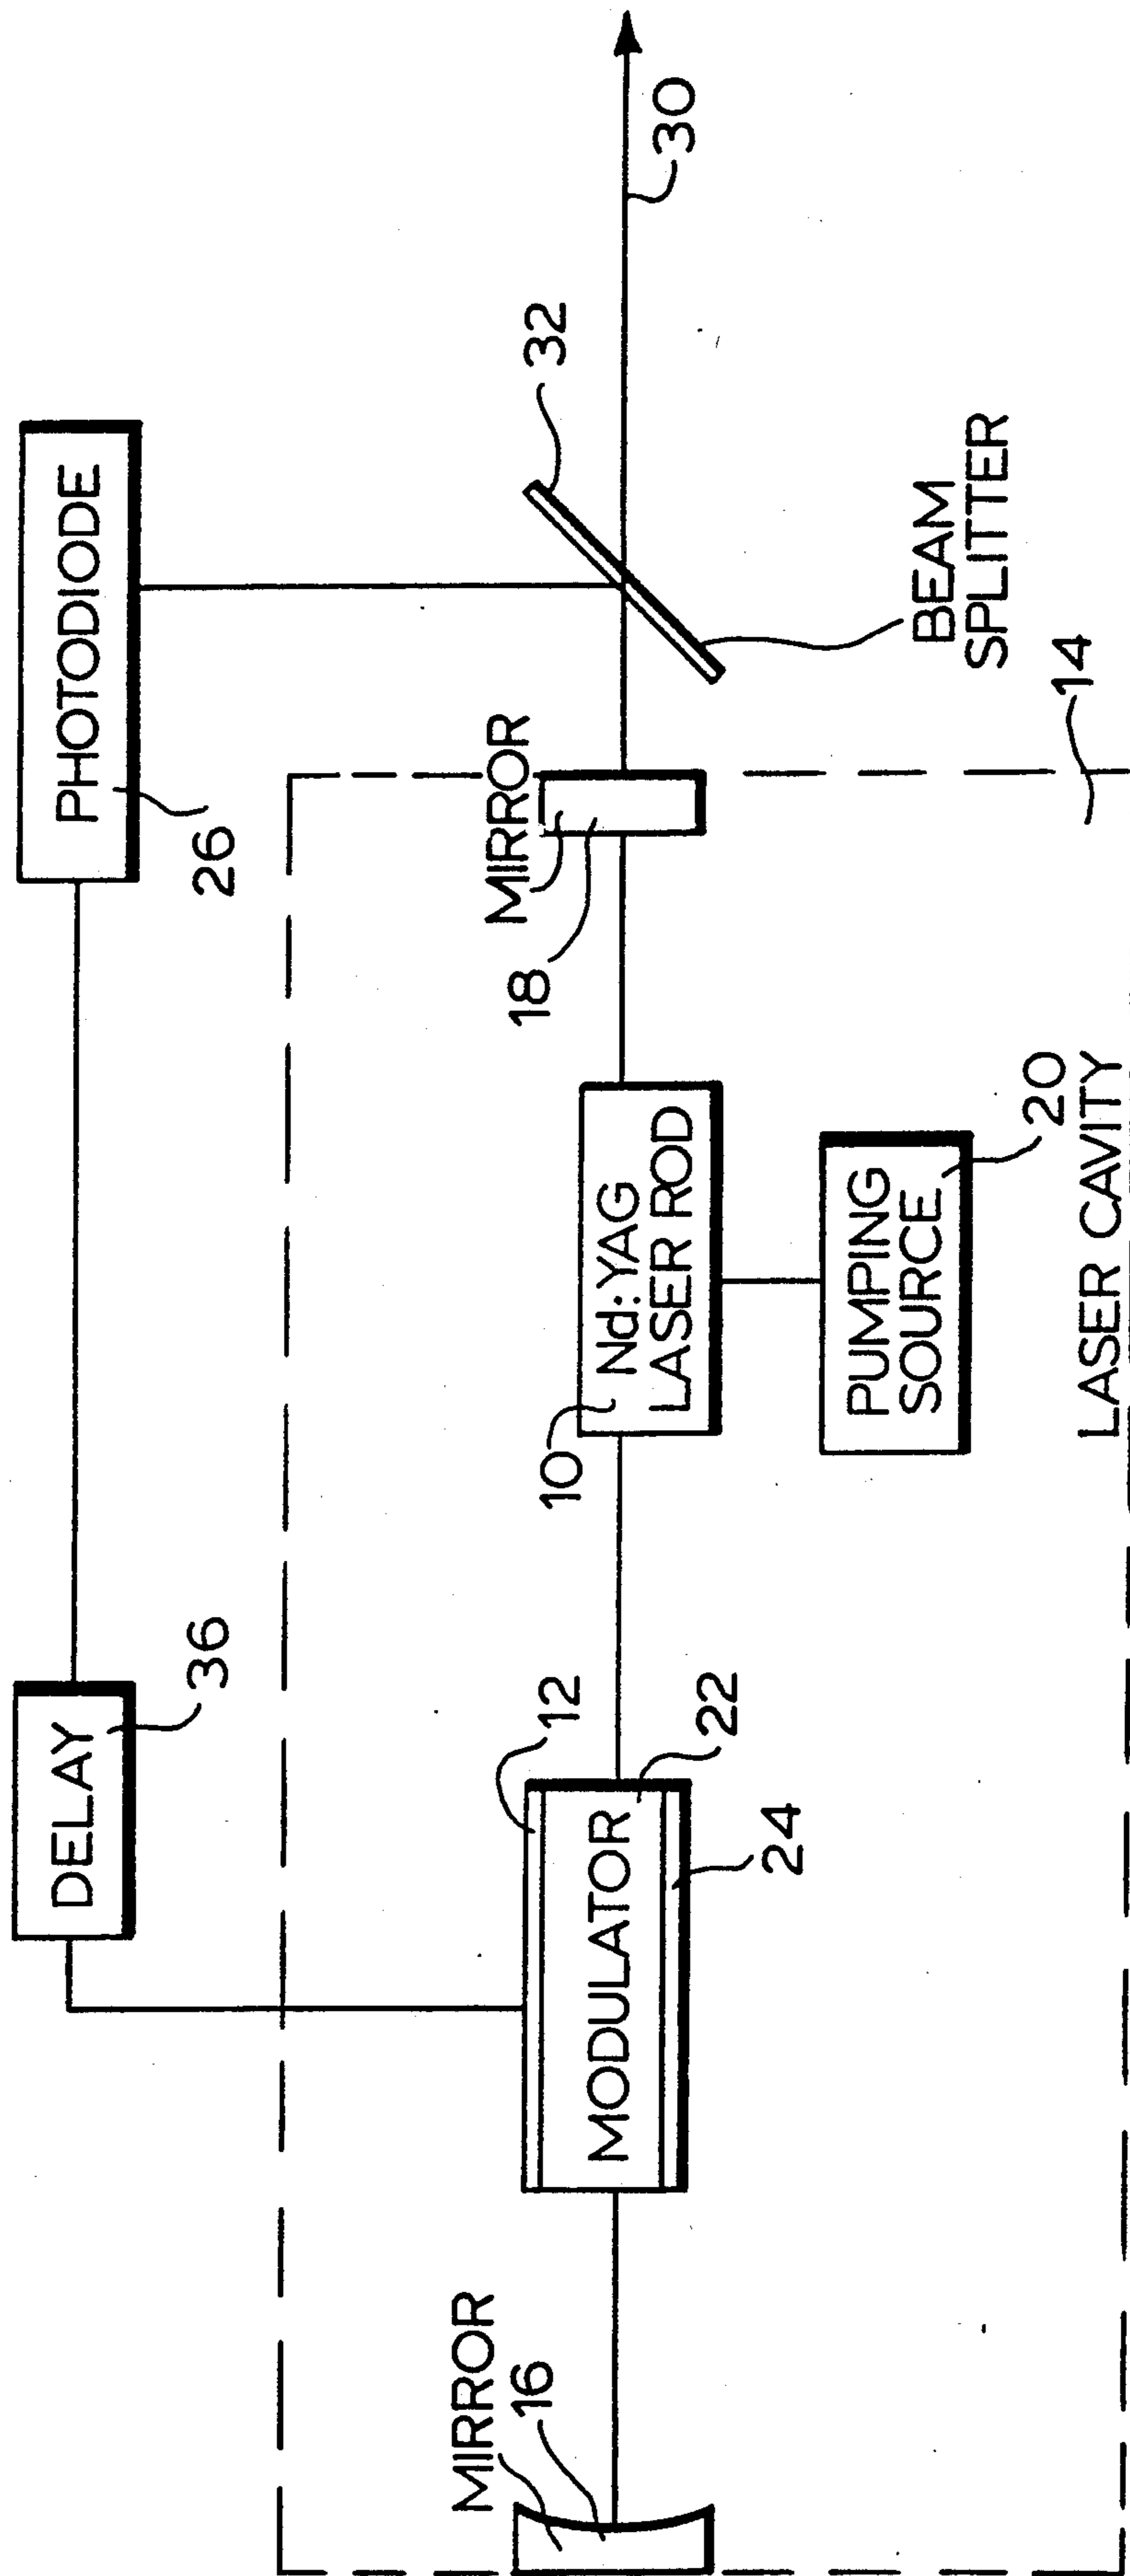 DELAY
36
PHOTODIODE
26
MIRROR
16
12
MODULATOR
22
24
10
Nd:YAG
LASER ROD
MIRROR
18
32
30
PUMPING
SOURCE
20
BEAM
SPLITTER
LASER CAVITY
14